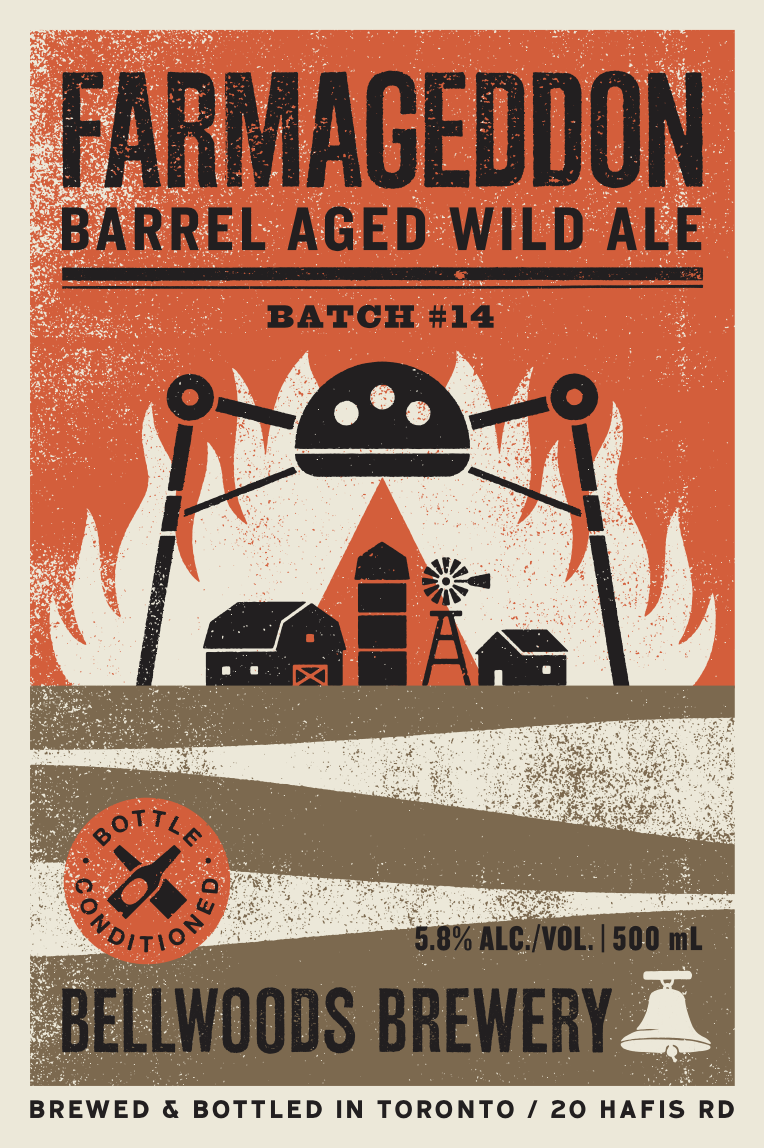 FARMAGEDDON
BARREL AGED WILD ALE
BATCH #14
BOTTLE
• CONDITIONED •
5.8% ALC./VOL. | 500 mL
BELLWOODS BREWERY
BREWED & BOTTLED IN TORONTO / 20 HAFIS RD